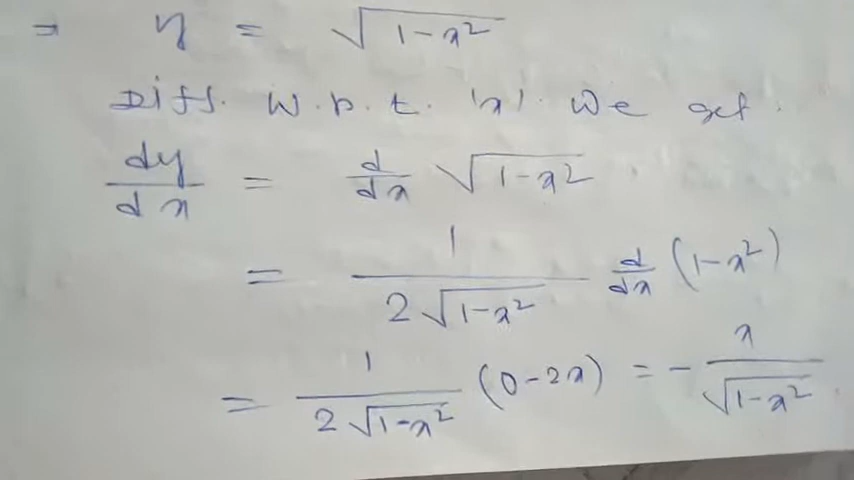 ⇒ y = √(1-x²)
Diff. w.r.t. 'x'. We get.
dy/dx = d/dx √(1-x²).
= 1/(2√(1-x²)) d/dx (1-x²)
= 1/(2√(1-x²)) (0-2x) = - x/√(1-x²).